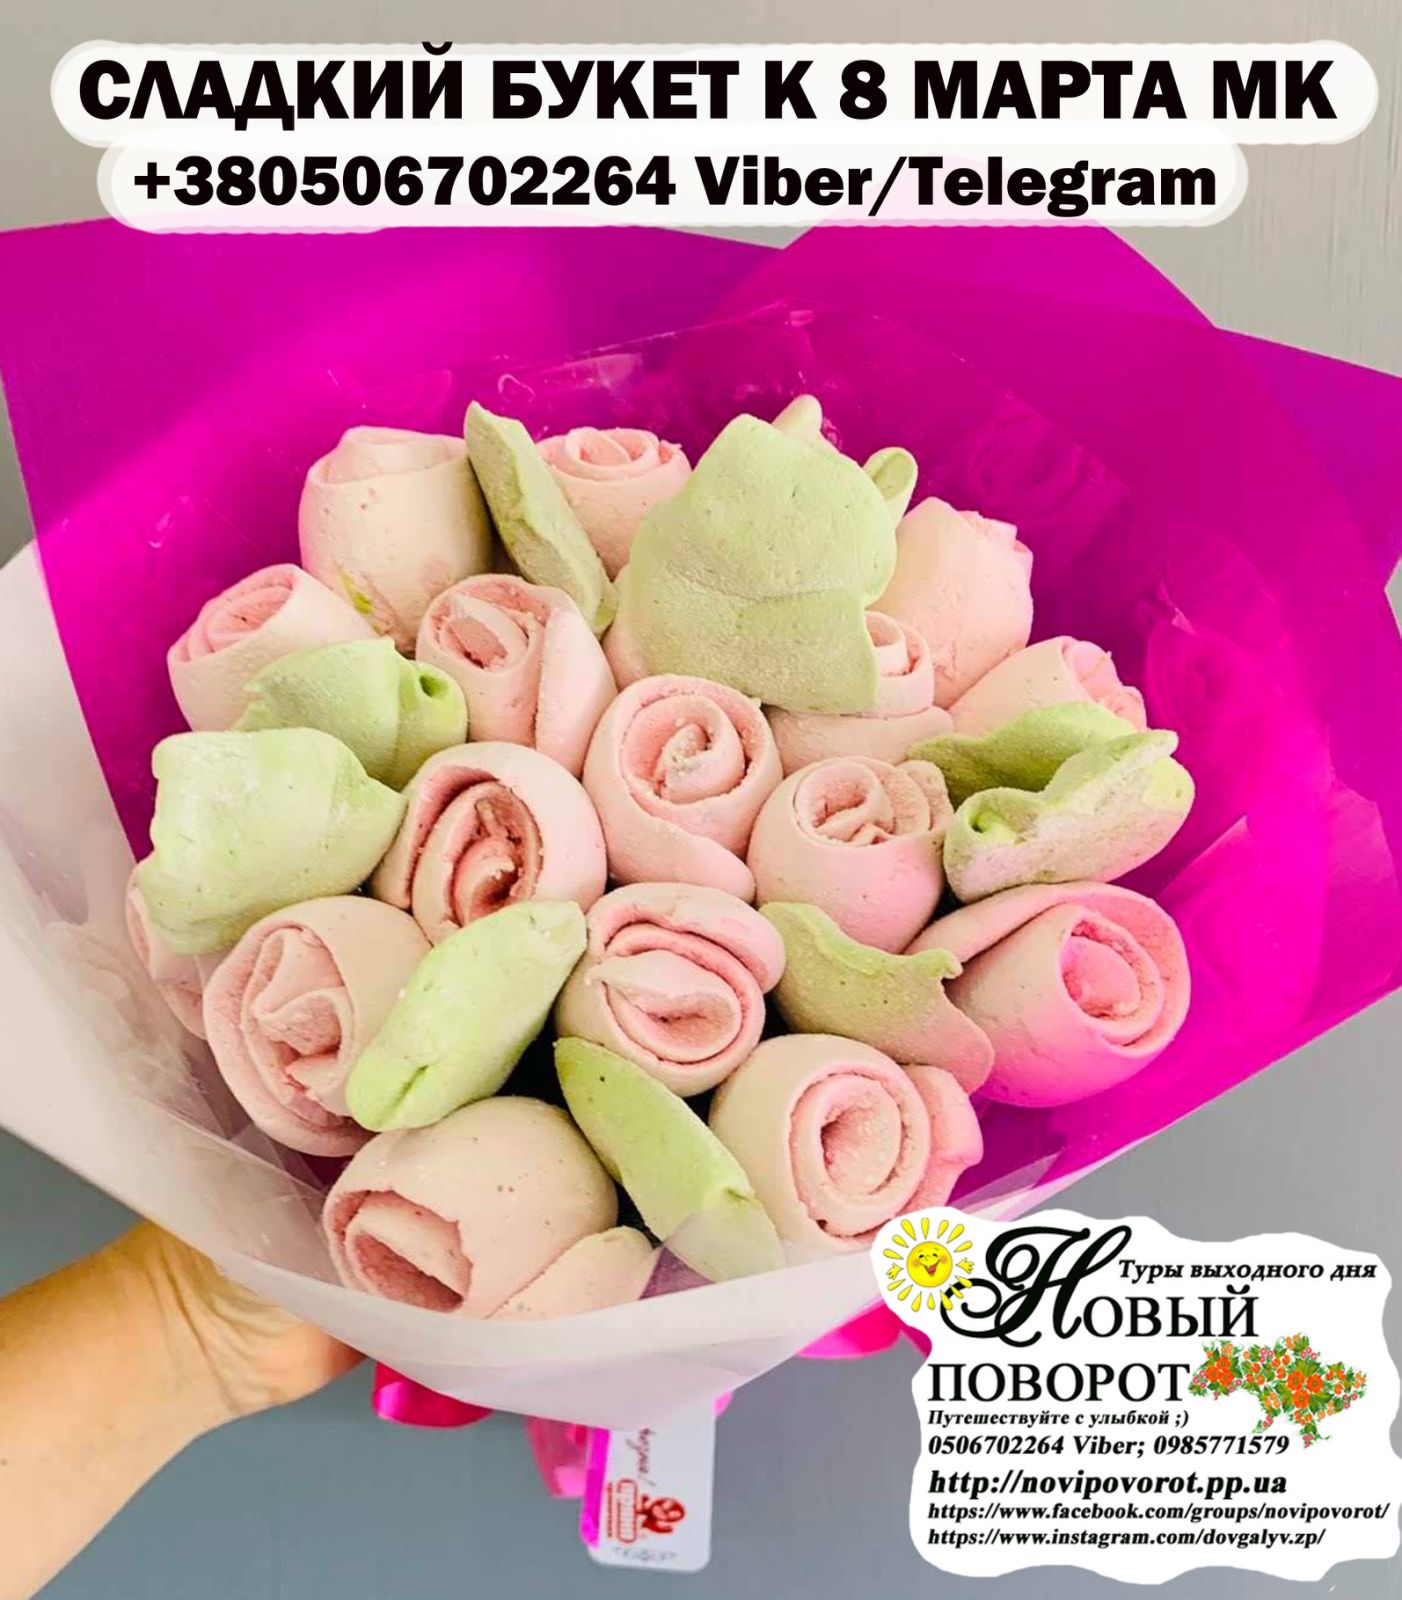 СЛАДКИЙ БУКЕТ К 8 МАРТА МК
+380506702264 Viber/Telegram
Туры выходного дня
Новый
поворот
Путешествуйте с улыбкой ;)
0506702264 Viber; 0985771579
http://novipovorot.pp.ua
https://www.facebook.com/groups/novipovorot/
https://www.instagram.com/dovgalyv.zp/